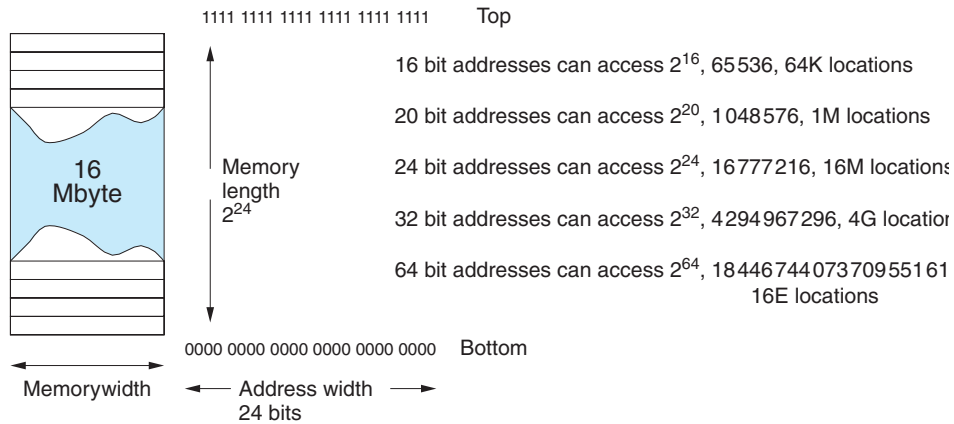 1111 1111 1111 1111 1111 1111 Top
16 bit addresses can access 2^16, 65536, 64K locations
20 bit addresses can access 2^20, 1048576, 1M locations
16
Mbyte
Memory
length
2^24
24 bit addresses can access 2^24, 16777216, 16M locations
32 bit addresses can access 2^32, 4294967296, 4G location
64 bit addresses can access 2^64, 1844674407370955161
16E locations
0000 0000 0000 0000 0000 0000 Bottom
Memorywidth
Address width
24 bits